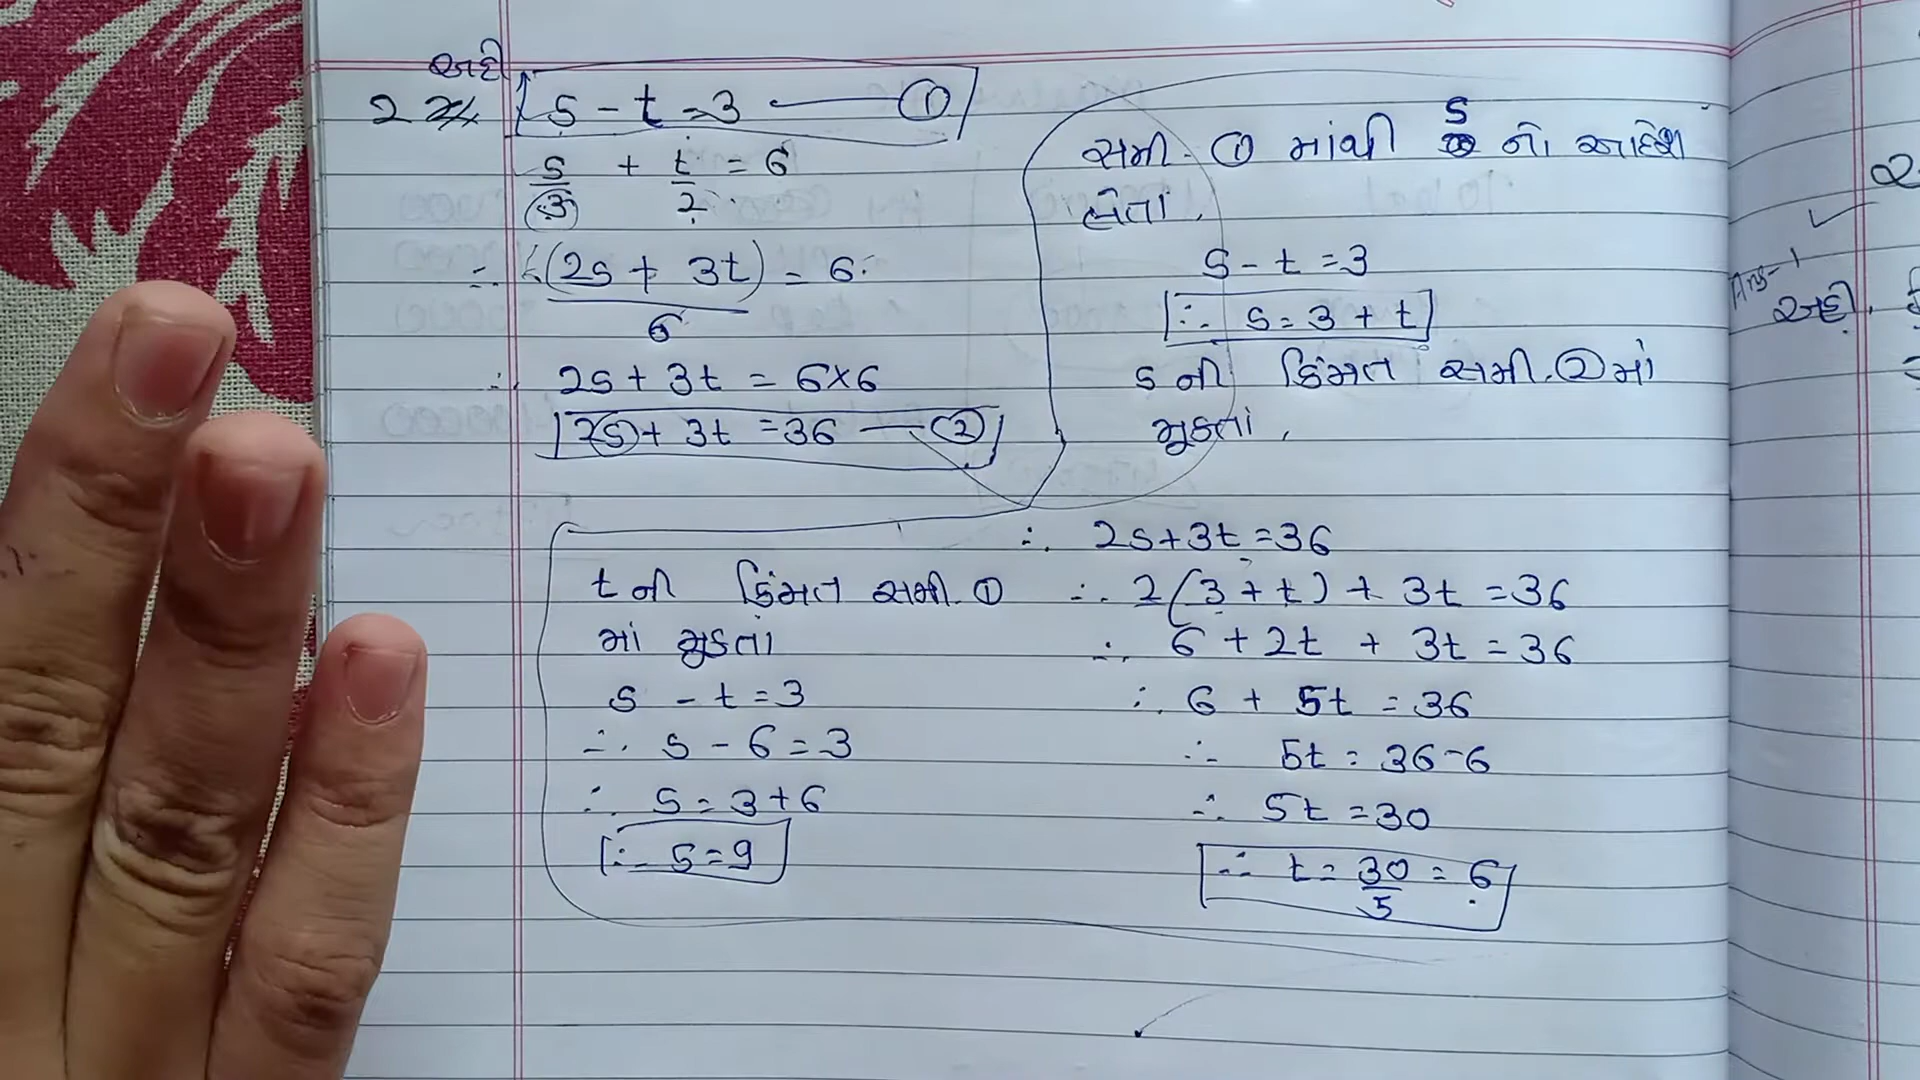 અહીં
2 s - t = 3 —— ①
s/3 + t/2 = 6
∴ (2s + 3t)/6 = 6
∴ 2s + 3t = 6×6
2s + 3t = 36 —— ②
સમી. ① માંથી s નો આદેશ
લેતાં,
s - t = 3
∴ s = 3 + t
s ની કિંમત સમી. ② માં
મુકતાં,
∴ 2s + 3t = 36
∴ 2(3 + t) + 3t = 36
∴ 6 + 2t + 3t = 36
∴ 6 + 5t = 36
∴ 5t = 36 - 6
∴ 5t = 30
∴ t = 30/5 = 6
t ની કિંમત સમી. ①
માં મુકતાં
s - t = 3
∴ s - 6 = 3
∴ s = 3 + 6
∴ s = 9
Ans-1
અહીં,